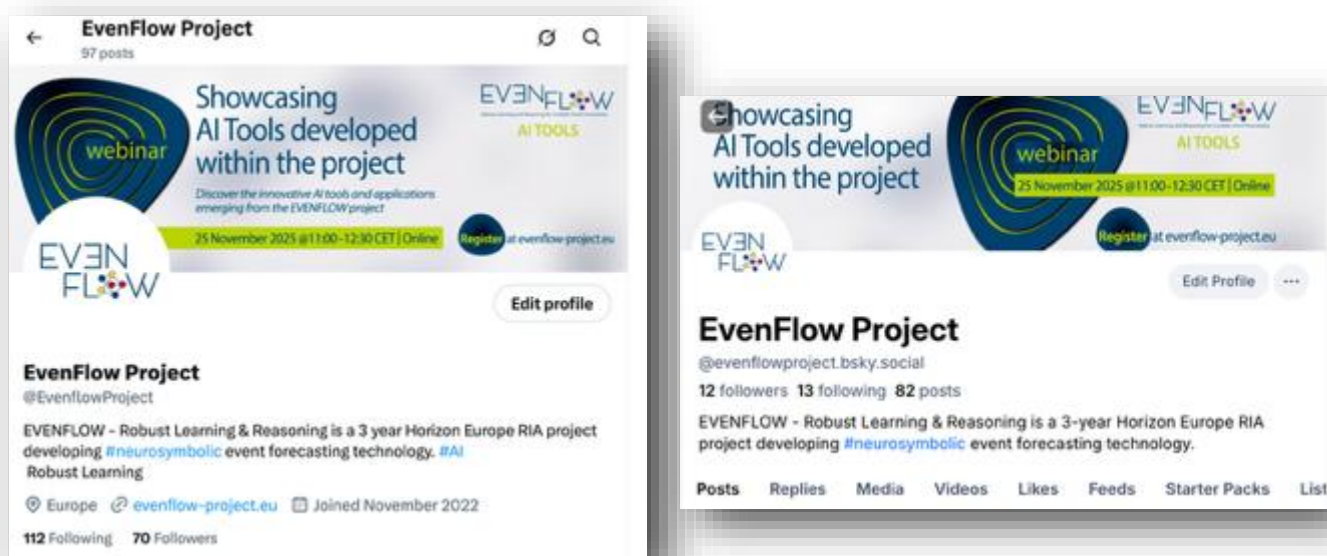 EvenFlow Project
97 posts
webinar
Showcasing
AI Tools developed
within the project
Discover the innovative AI tools and applications
emerging from the EVENFLOW project
25 November 2025 @11:00-12:30 CET | Online
Register at evenflow-project.eu
EVƎNFLOW
AI TOOLS
EVƎN
FLOW
Edit profile
EvenFlow Project
@EvenflowProject
EVENFLOW - Robust Learning & Reasoning is a 3 year Horizon Europe RIA project
developing #neurosymbolic event forecasting technology. #AI
Robust Learning
Europe evenflow-project.eu Joined November 2022
112 Following 70 Followers
Showcasing
AI Tools developed
within the project
webinar
25 November 2025 @11:00-12:30 CET | Online
Register at evenflow-project.eu
EVƎNFLOW
AI TOOLS
EVƎN
FLOW
Edit Profile
EvenFlow Project
@evenflowproject.bsky.social
12 followers 13 following 82 posts
EVENFLOW - Robust Learning & Reasoning is a 3-year Horizon Europe RIA
project developing #neurosymbolic event forecasting technology.
Posts Replies Media Videos Likes Feeds Starter Packs List